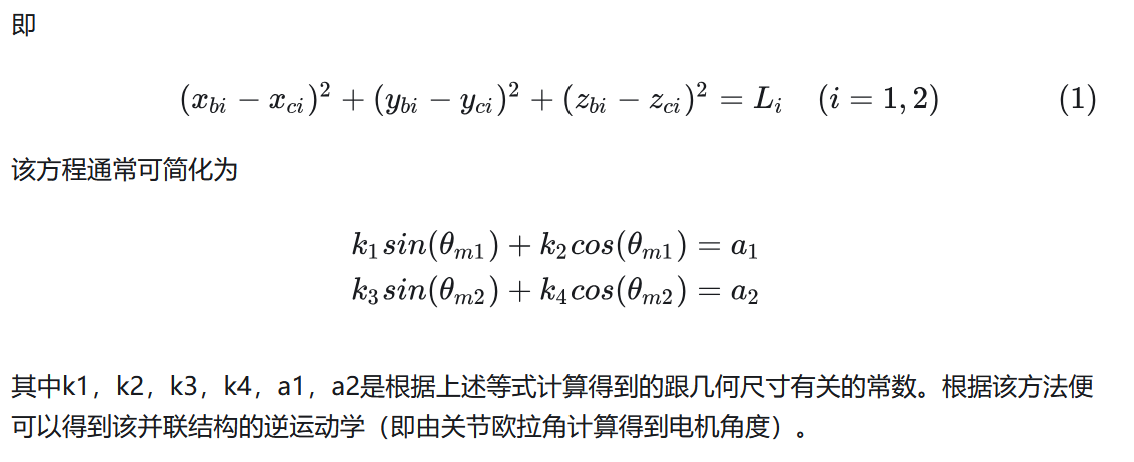 即
(x_{bi} − x_{ci})^2 + (y_{bi} − y_{ci})^2 + (z_{bi} − z_{ci})^2 = L_i (i = 1, 2) (1)
该方程通常可简化为
k_1 sin(θ_{m1}) + k_2 cos(θ_{m1}) = a_1
k_3 sin(θ_{m2}) + k_4 cos(θ_{m2}) = a_2
其中k1，k2，k3，k4，a1，a2是根据上述等式计算得到的跟几何尺寸有关的常数。根据该方法便
可以得到该并联结构的逆运动学（即由关节欧拉角计算得到电机角度）。